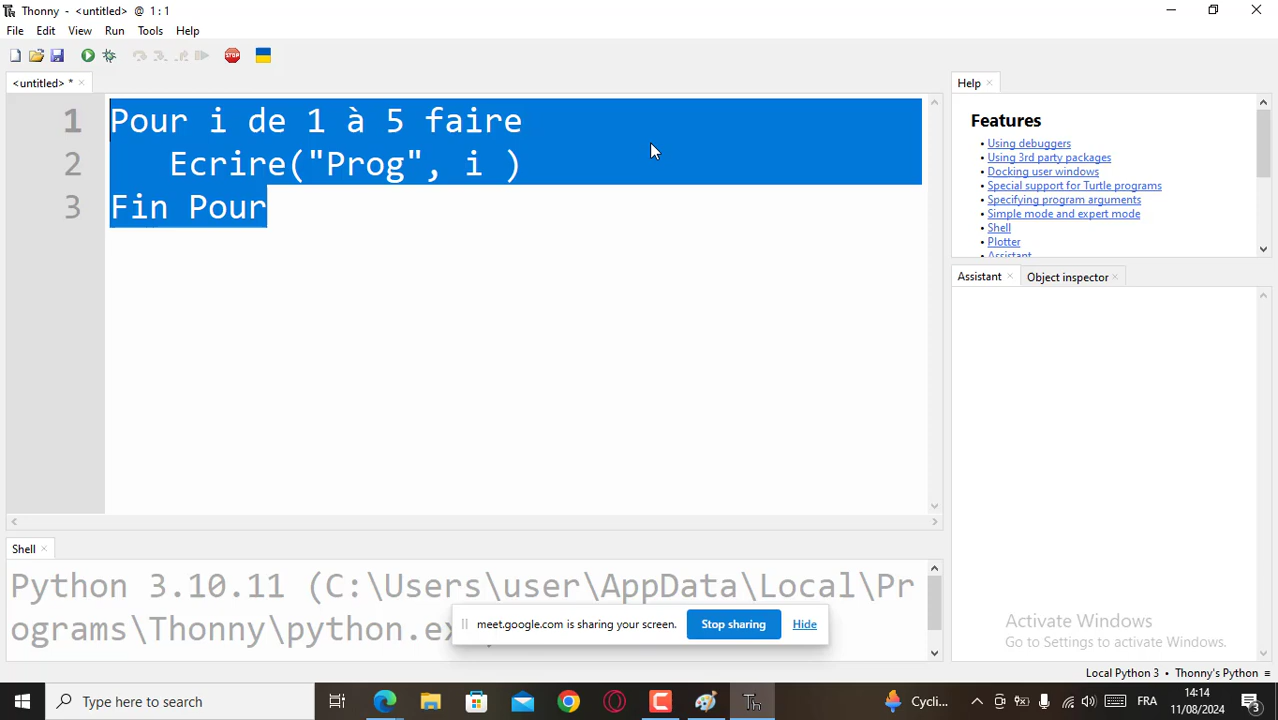 Thonny - <untitled> @ 1 : 1
File Edit View Run Tools Help
STOP
<untitled> *
1 Pour i de 1 à 5 faire
2 Ecrire("Prog", i )
3 Fin Pour
Help
Features
• Using debuggers
• Using 3rd party packages
• Docking user windows
• Special support for Turtle programs
• Specifying program arguments
• Simple mode and expert mode
• Shell
• Plotter
• Assistant
Assistant Object inspector
Shell
Python 3.10.11 (C:\Users\user\AppData\Local\Pr
ograms\Thonny\python.ex
meet.google.com is sharing your screen. Stop sharing Hide
Activate Windows
Go to Settings to activate Windows.
Local Python 3 • Thonny's Python ≡
Type here to search
Th
Cycli...
FRA
14:14
11/08/2024
3